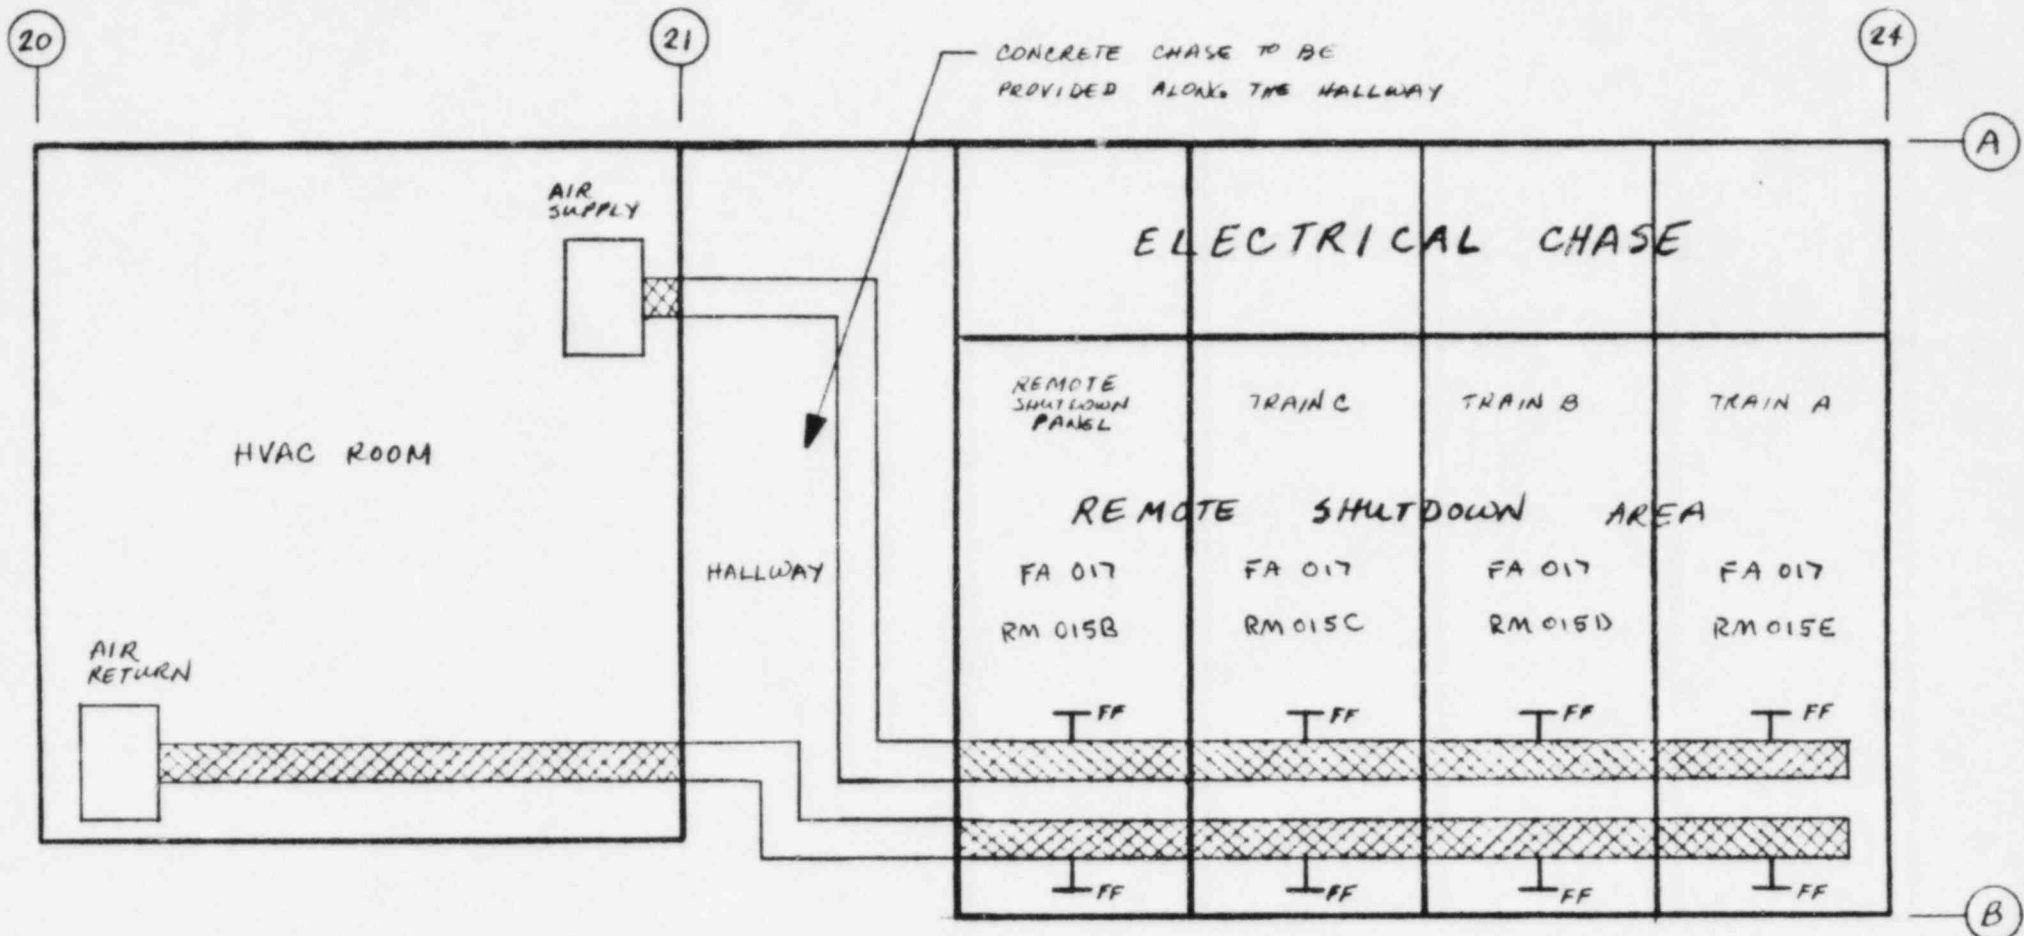 20
21
24
CONCRETE CHASE TO BE
PROVIDED ALONG THE HALLWAY
A
AIR
SUPPLY
ELECTRICAL CHASE
REMOTE
SHUTDOWN
PANEL
TRAIN C
TRAIN B
TRAIN A
HVAC ROOM
REMOTE SHUTDOWN AREA
HALLWAY
FA 017
FA 017
FA 017
FA 017
RM 015B
RM 015C
RM 015D
RM 015E
AIR
RETURN
FF
FF
FF
FF
FF
FF
FF
FF
B